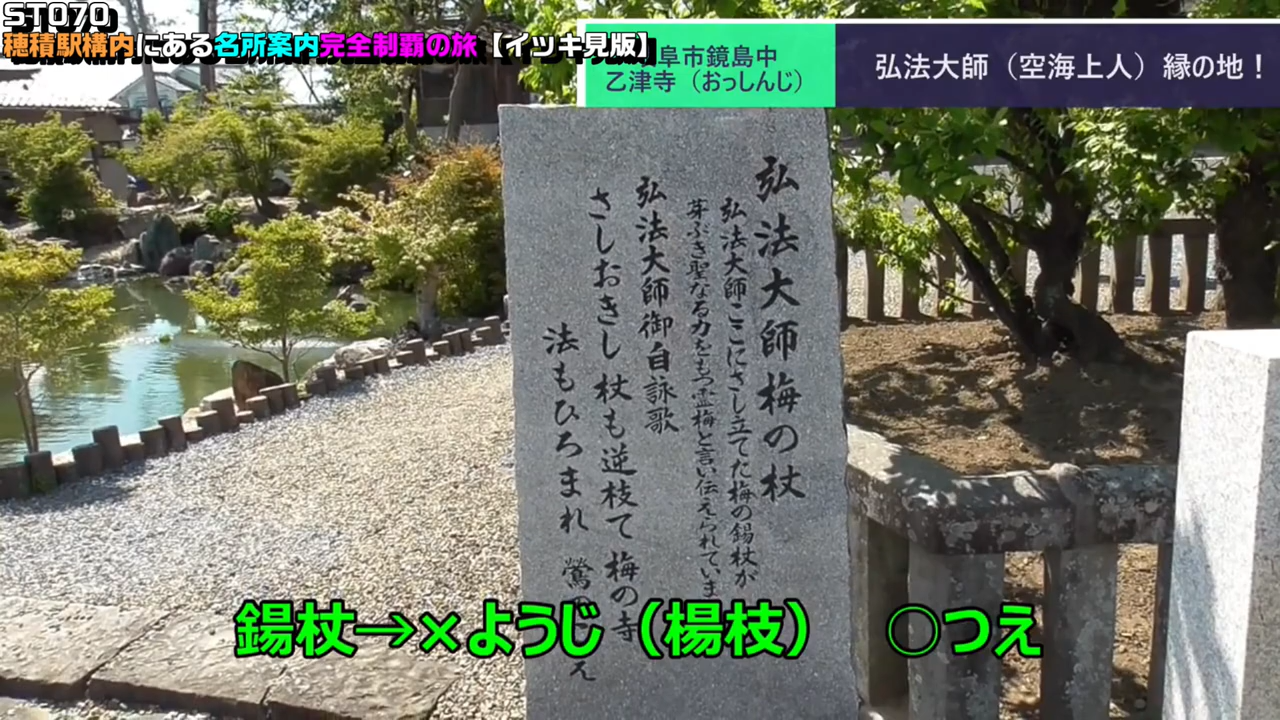 ST070
穂積駅構内にある名所案内完全制覇の旅【イツキ見版】
阜市鏡島中
乙津寺（おっしんじ）
弘法大師（空海上人）縁の地！
弘法大師梅の杖
弘法大師ここにさし立てた梅の錫杖が
芽ぶき聖なる力をもつ霊梅と言い伝えられていま
弘法大師御自詠歌
さしおきし 杖も逆枝て 梅の寺
法もひろまれ 鶯の
え
錫杖→×ようじ（楊枝）　○つえ